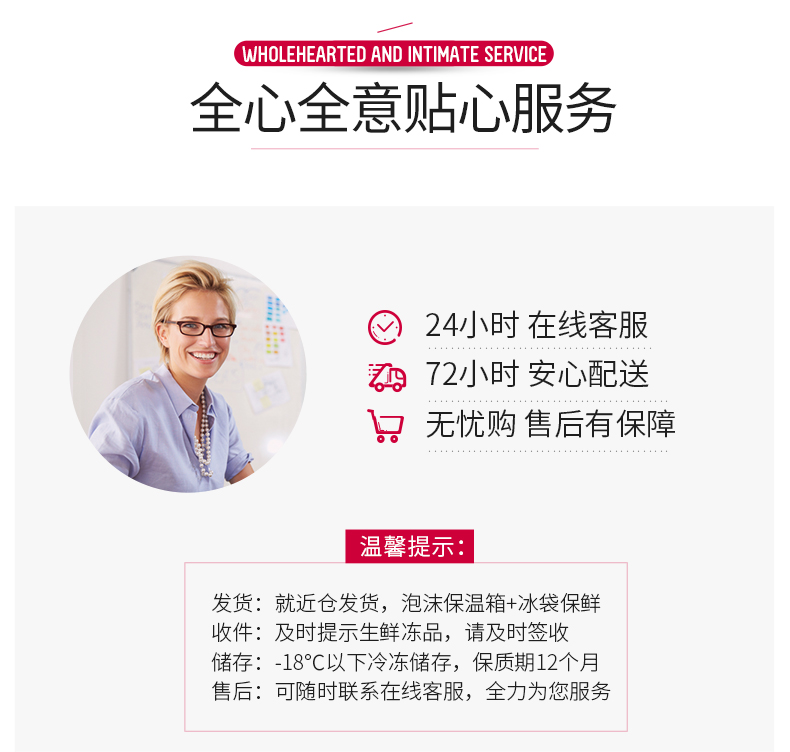 WHOLEHEARTED AND INTIMATE SERVICE
全心全意贴心服务
24小时 在线客服
72小时 安心配送
无忧购 售后有保障
温馨提示：
发货：就近仓发货，泡沫保温箱+冰袋保鲜
收件：及时提示生鲜冻品，请及时签收
储存：-18℃以下冷冻储存，保质期12个月
售后：可随时联系在线客服，全力为您服务